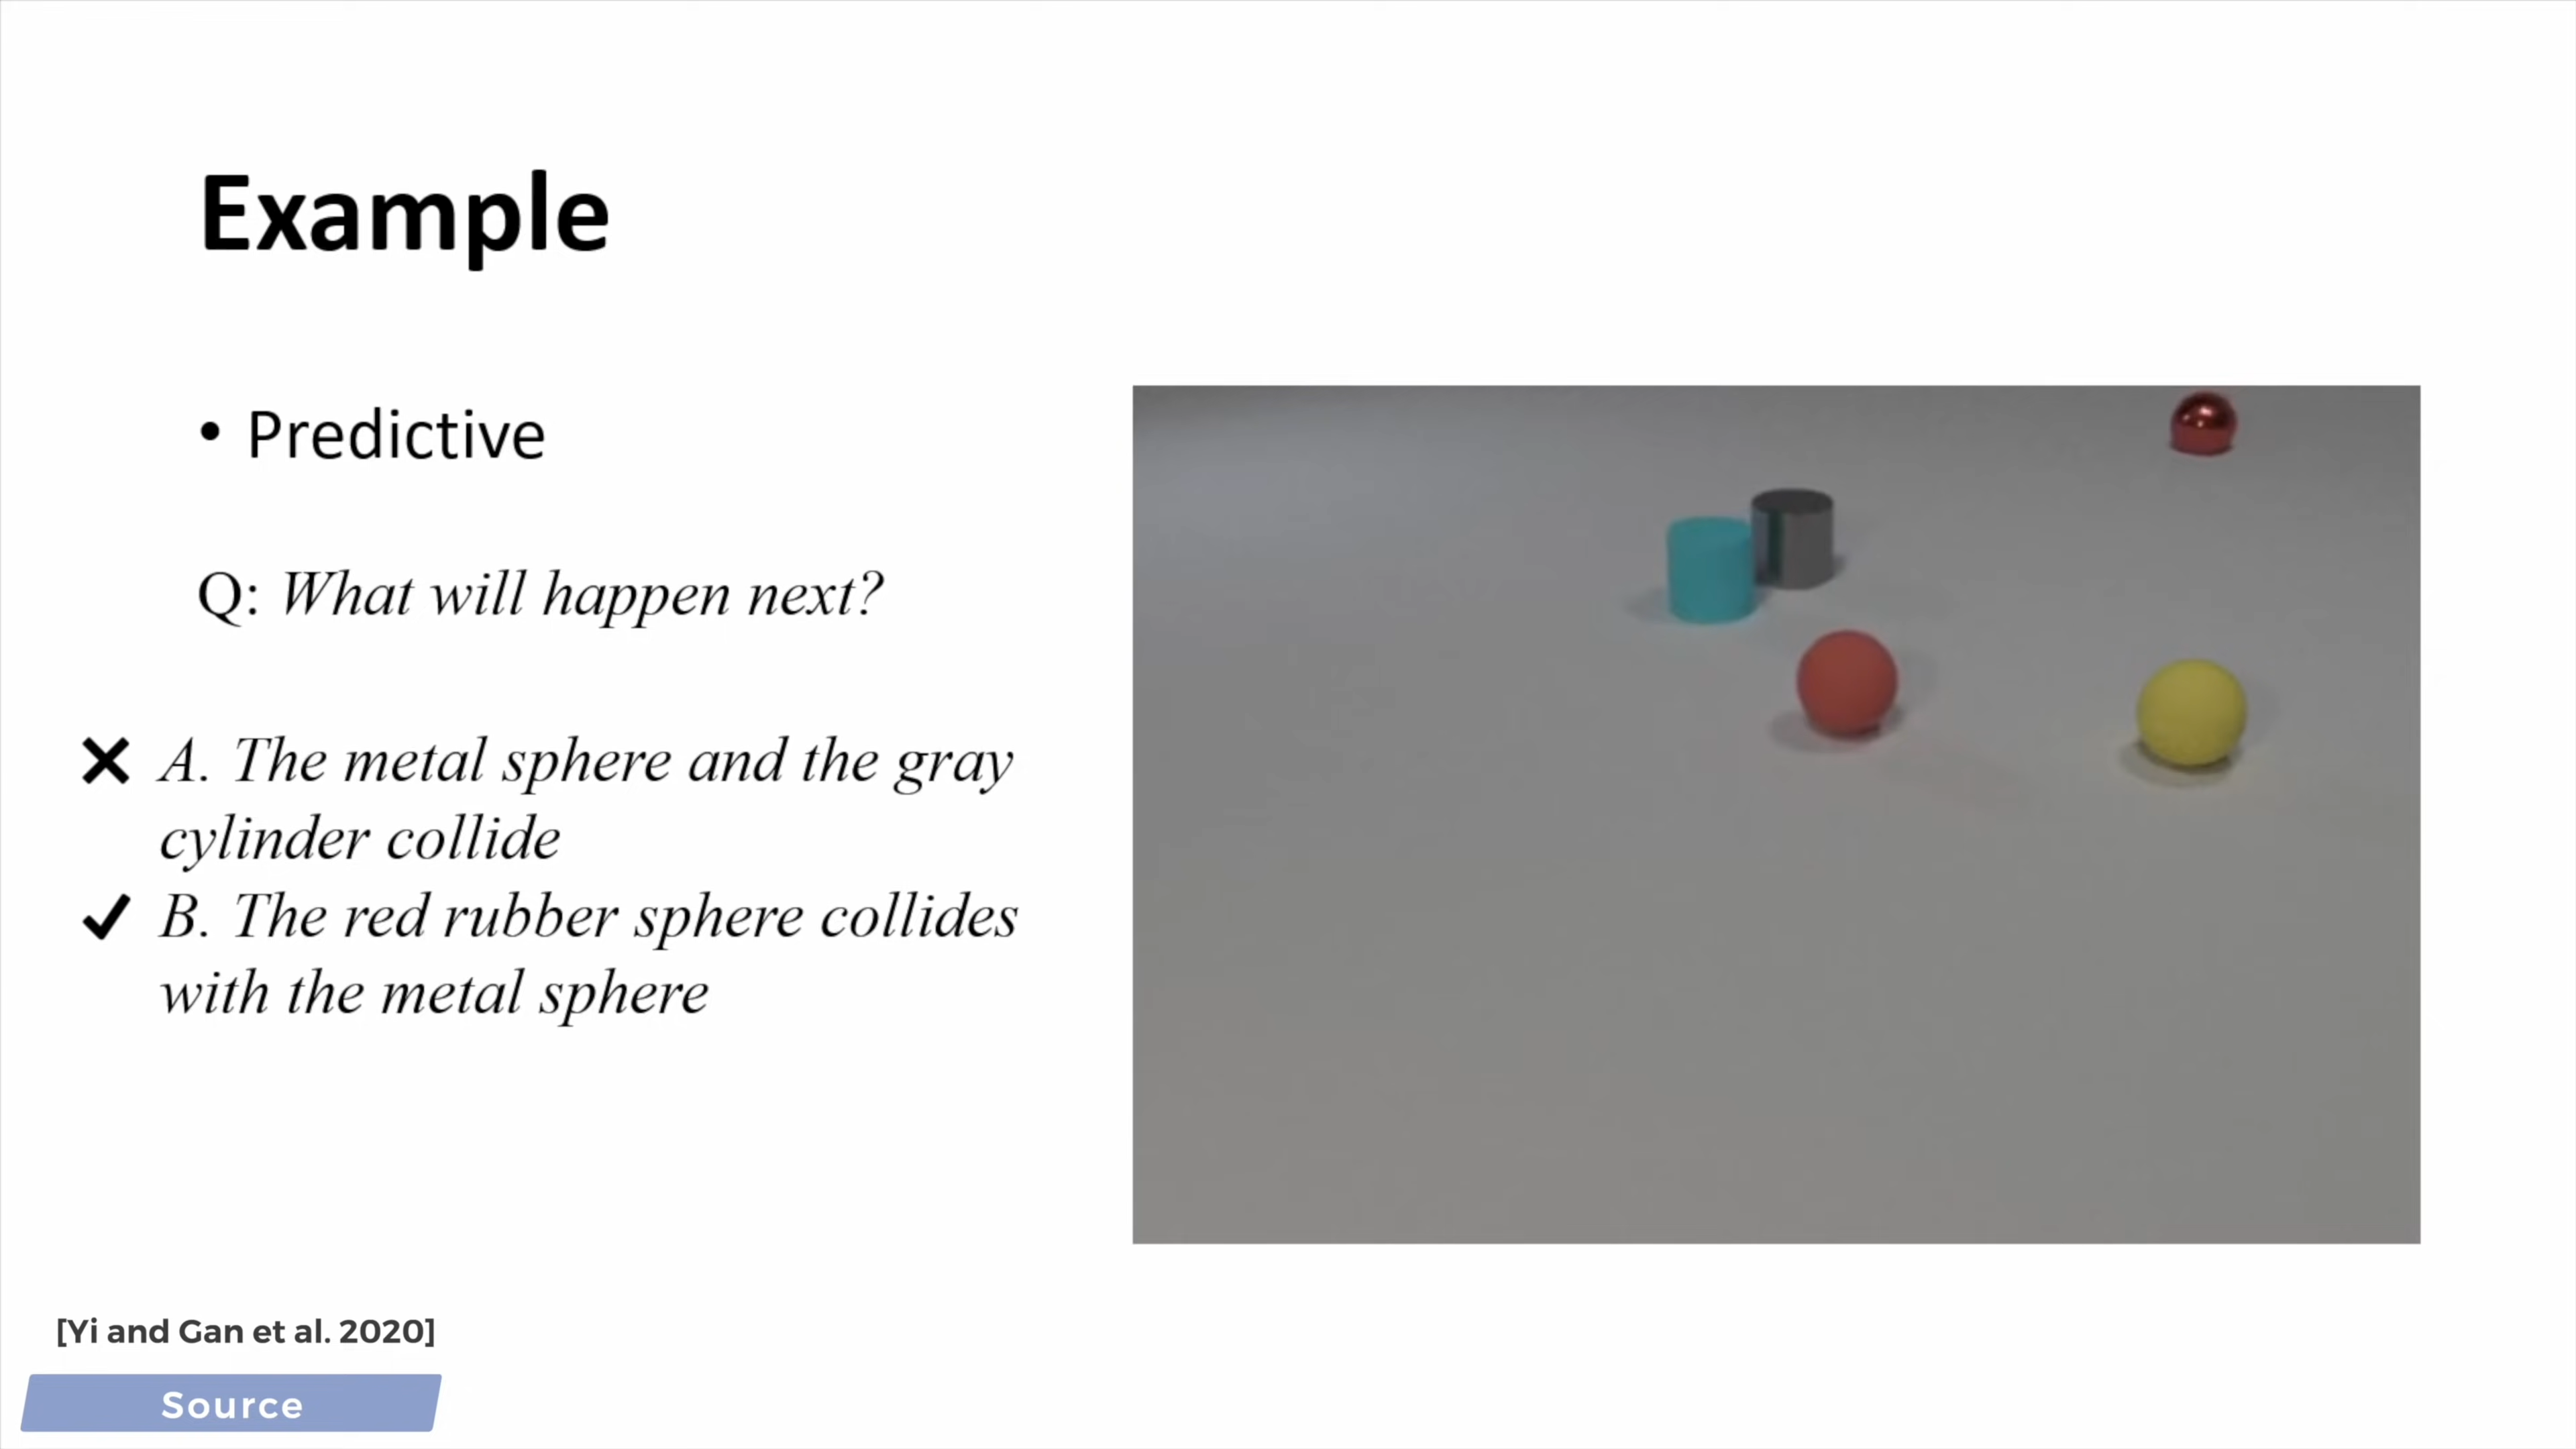 Example
• Predictive
Q: What will happen next?
✖ A. The metal sphere and the gray
cylinder collide
✔ B. The red rubber sphere collides
with the metal sphere
[Yi and Gan et al. 2020]
Source